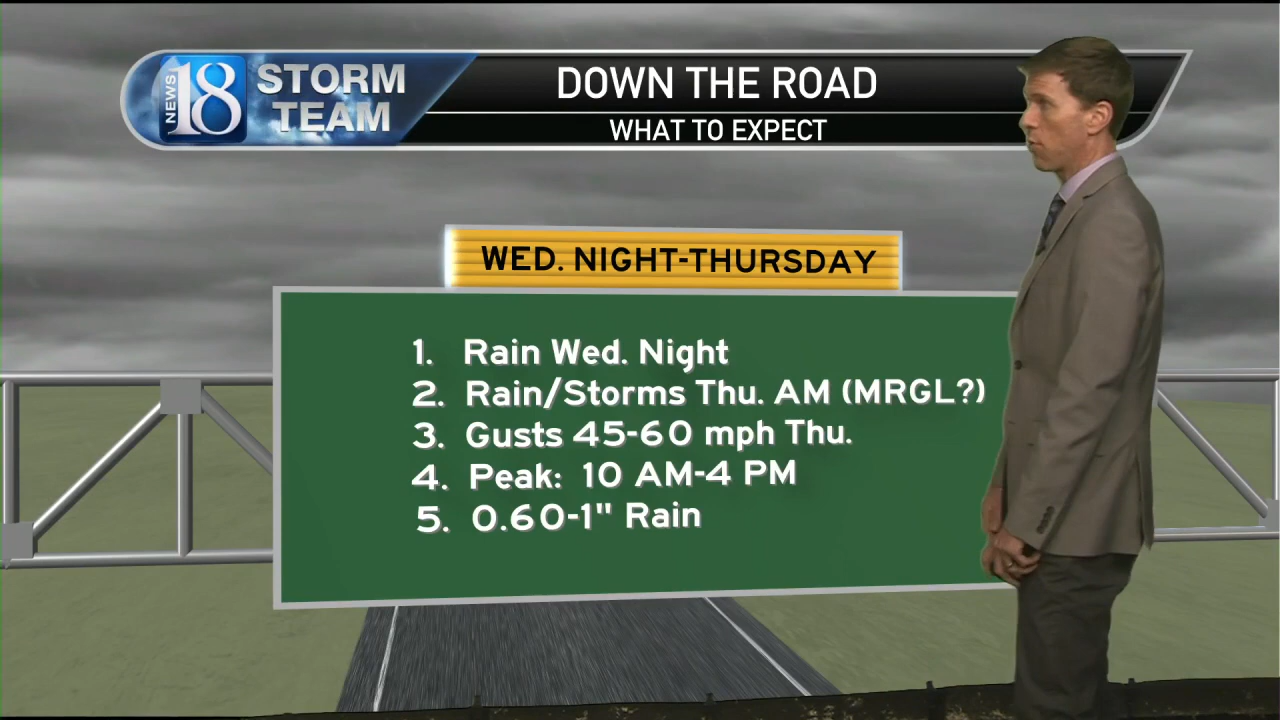 NEWS 18 STORM TEAM
DOWN THE ROAD
WHAT TO EXPECT
WED. NIGHT-THURSDAY
1. Rain Wed. Night
2. Rain/Storms Thu. AM (MRGL?)
3. Gusts 45-60 mph Thu.
4. Peak: 10 AM-4 PM
5. 0.60-1" Rain